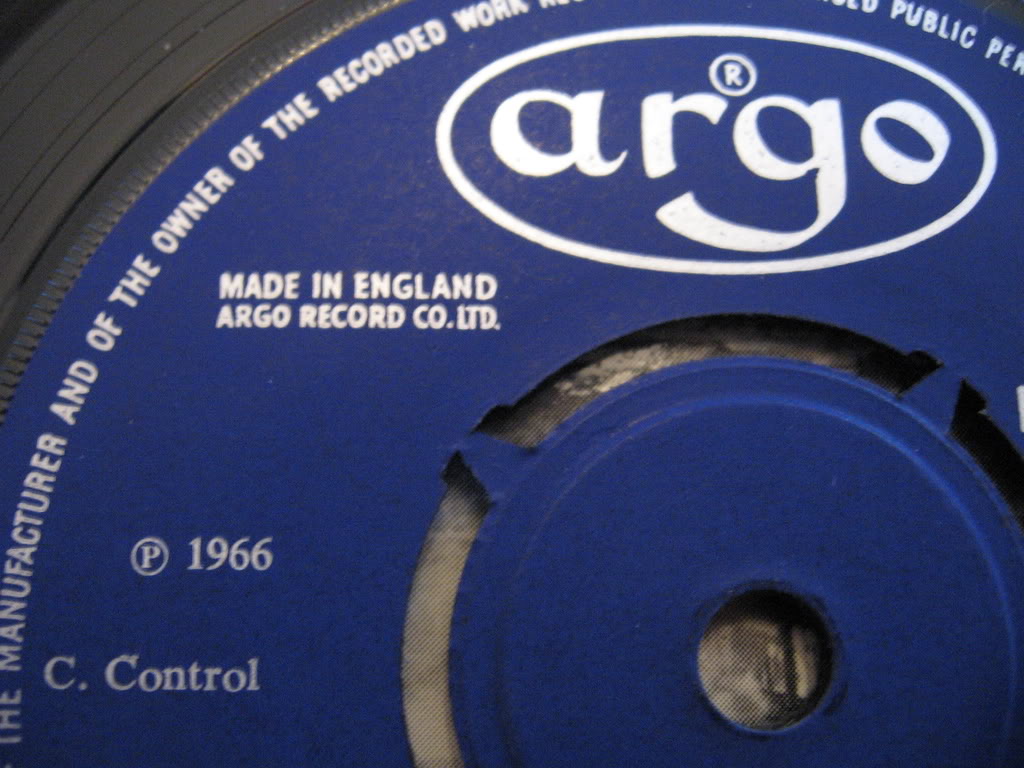 THE MANUFACTURER AND OF THE OWNER OF THE RECORDED WORK
PUBLIC
argo
®
MADE IN ENGLAND
ARGO RECORD CO. LTD.
℗ 1966
C. Control